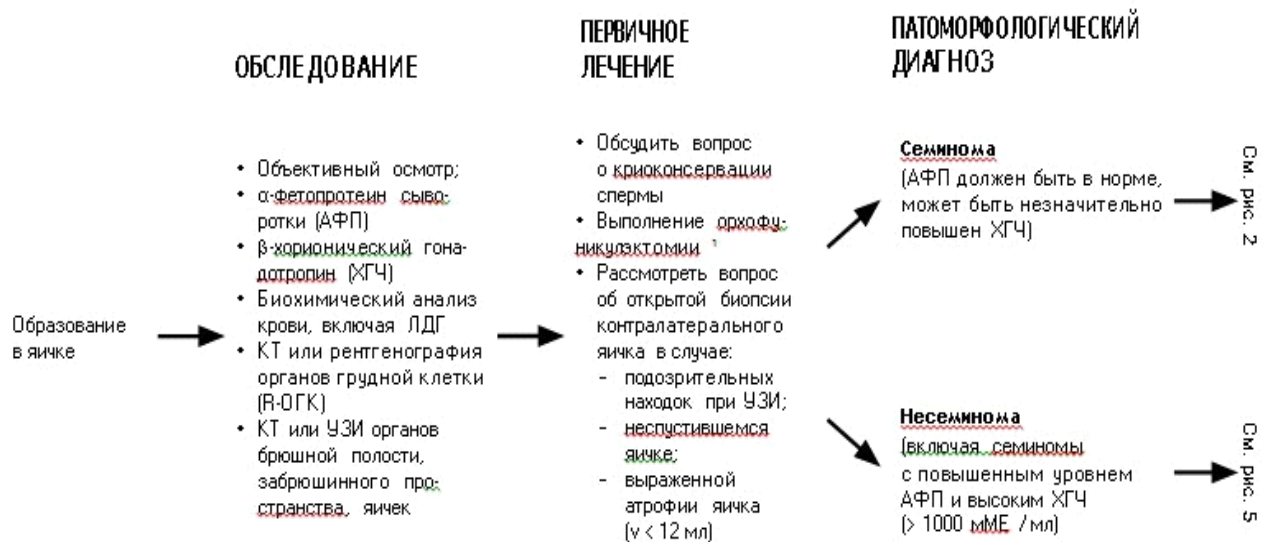 ОБСЛЕДОВАНИЕ
ПЕРВИЧНОЕ
ЛЕЧЕНИЕ
ПАТОМОРФОЛОГИЧЕСКИЙ
ДИАГНОЗ
Образование
в яичке
• Объективный осмотр;
• α-фетопротеин сыво-
ротки (АФП)
• β-хорионический гона-
дотропин (ХГЧ)
• Биохимический анализ
крови, включая ЛДГ
• КТ или рентгенография
органов грудной клетки
(R-ОГК)
• КТ или УЗИ органов
брюшной полости,
забрюшинного про-
странства, яичек
• Обсудить вопрос
о криоконсервации
спермы
• Выполнение орхофу-
никулэктомии ¹
• Рассмотреть вопрос
об открытой биопсии
контралатерального
яичка в случае:
– подозрительных
находок при УЗИ;
– неспустившемся
яичке;
– выраженной
атрофии яичка
(v < 12 мл)
Семинома
(АФП должен быть в норме,
может быть незначительно
повышен ХГЧ)
См. рис. 2
Несеминома
(включая семиномы
с повышенным уровнем
АФП и высоким ХГЧ
(> 1000 мМЕ /мл)
См. рис. 5